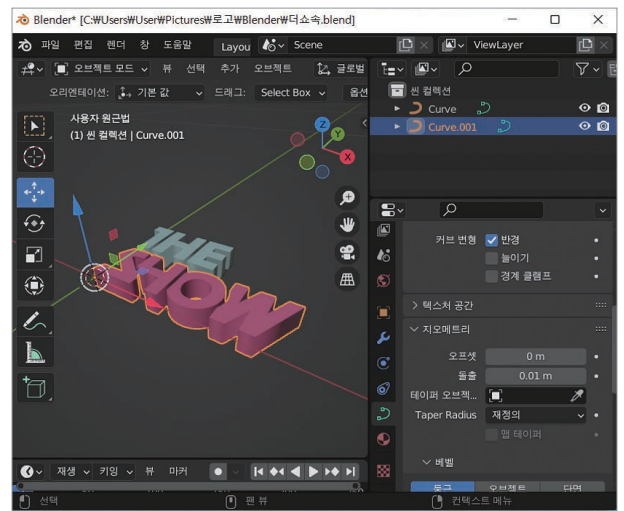 Blender* [C:₩Users₩User₩Pictures₩로고₩Blender₩더쇼속.blend]
파일 편집 렌더 창 도움말 Layou Scene ViewLayer
오브젝트 모드 뷰 선택 추가 오브젝트 글로벌
오리엔테이션: 기본 값 드래그: Select Box 옵션
사용자 원근법
(1) 씬 컬렉션 | Curve.001
Z
Y
X
THE
SHOW
씬 컬렉션
Curve
Curve.001
커브 변형 반경
늘이기
경계 클램프
텍스처 공간
지오메트리
오프셋 0 m
돌출 0.01 m
테이퍼 오브젝...
Taper Radius 재정의
맵 테이퍼
베벨
둥근 오브젝트 단면
재생 키잉 뷰 마커
선택 팬 뷰 컨텍스트 메뉴